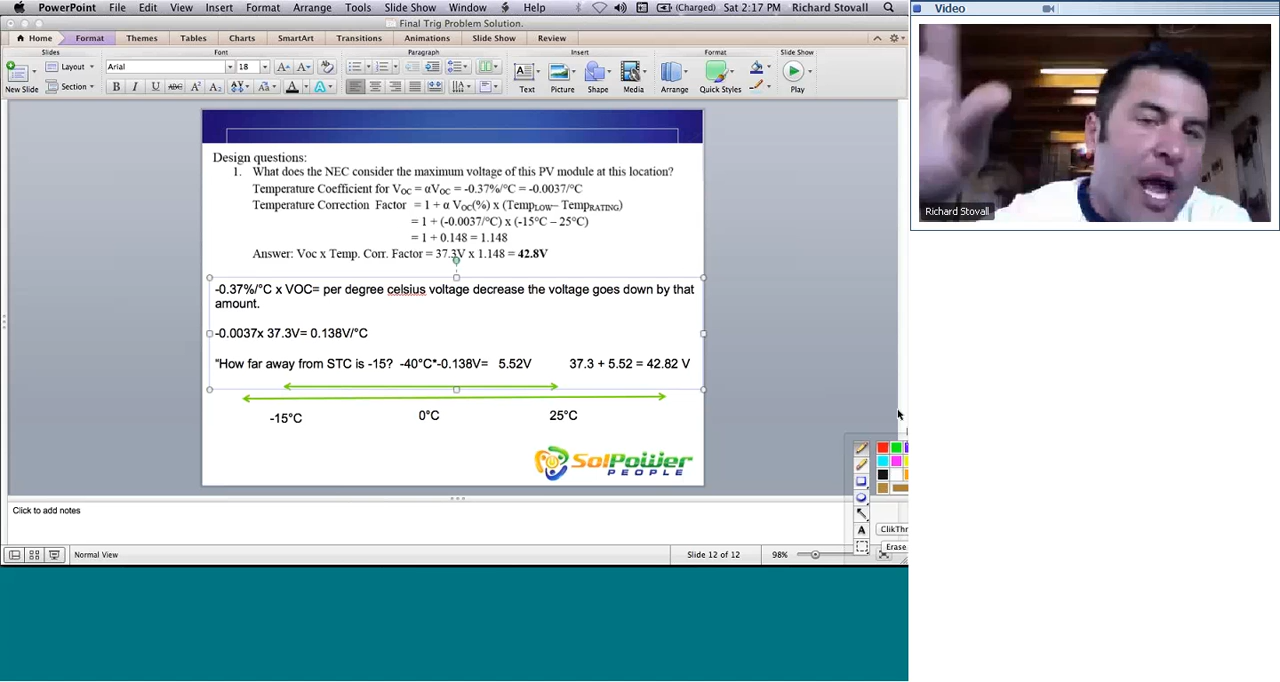 PowerPoint File Edit View Insert Format Arrange Tools Slide Show Window Help (Charged) Sat 2:17 PM Richard Stovall
Video
Final Trig Problem Solution.
Home Format Themes Tables Charts SmartArt Transitions Animations Slide Show Review
Slides Font Paragraph Insert Format Slide Show
Layout Arial 18
New Slide Section B I U ABC Text Picture Shape Media Arrange Quick Styles Play
Design questions:
1. What does the NEC consider the maximum voltage of this PV module at this location?
Temperature Coefficient for VOC = αVOC = -0.37%/°C = -0.0037/°C
Temperature Correction Factor = 1 + α VOC(%) x (TempLOW– TempRATING)
= 1 + (-0.0037/°C) x (-15°C – 25°C)
= 1 + 0.148 = 1.148
Answer: Voc x Temp. Corr. Factor = 37.3V x 1.148 = 42.8V
-0.37%/°C x VOC= per degree celsius voltage decrease the voltage goes down by that
amount.
-0.0037x 37.3V= 0.138V/°C
“How far away from STC is -15? -40°C*-0.138V= 5.52V 37.3 + 5.52 = 42.82 V
-15°C 0°C 25°C
SolPower
PEOPLE
Richard Stovall
A
ClikThr
Erase
Click to add notes
Normal View Slide 12 of 12 98%